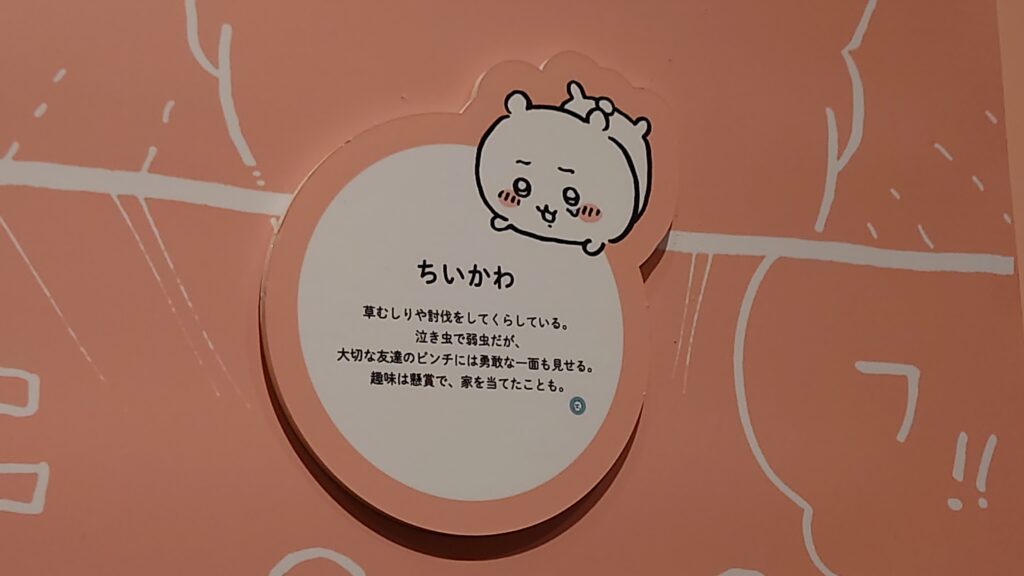 ちいかわ
草むしりや討伐をしてくらしている。
泣き虫で弱虫だが、
大切な友達のピンチには勇敢な一面も見せる。
趣味は懸賞で、家を当てたことも。
!!